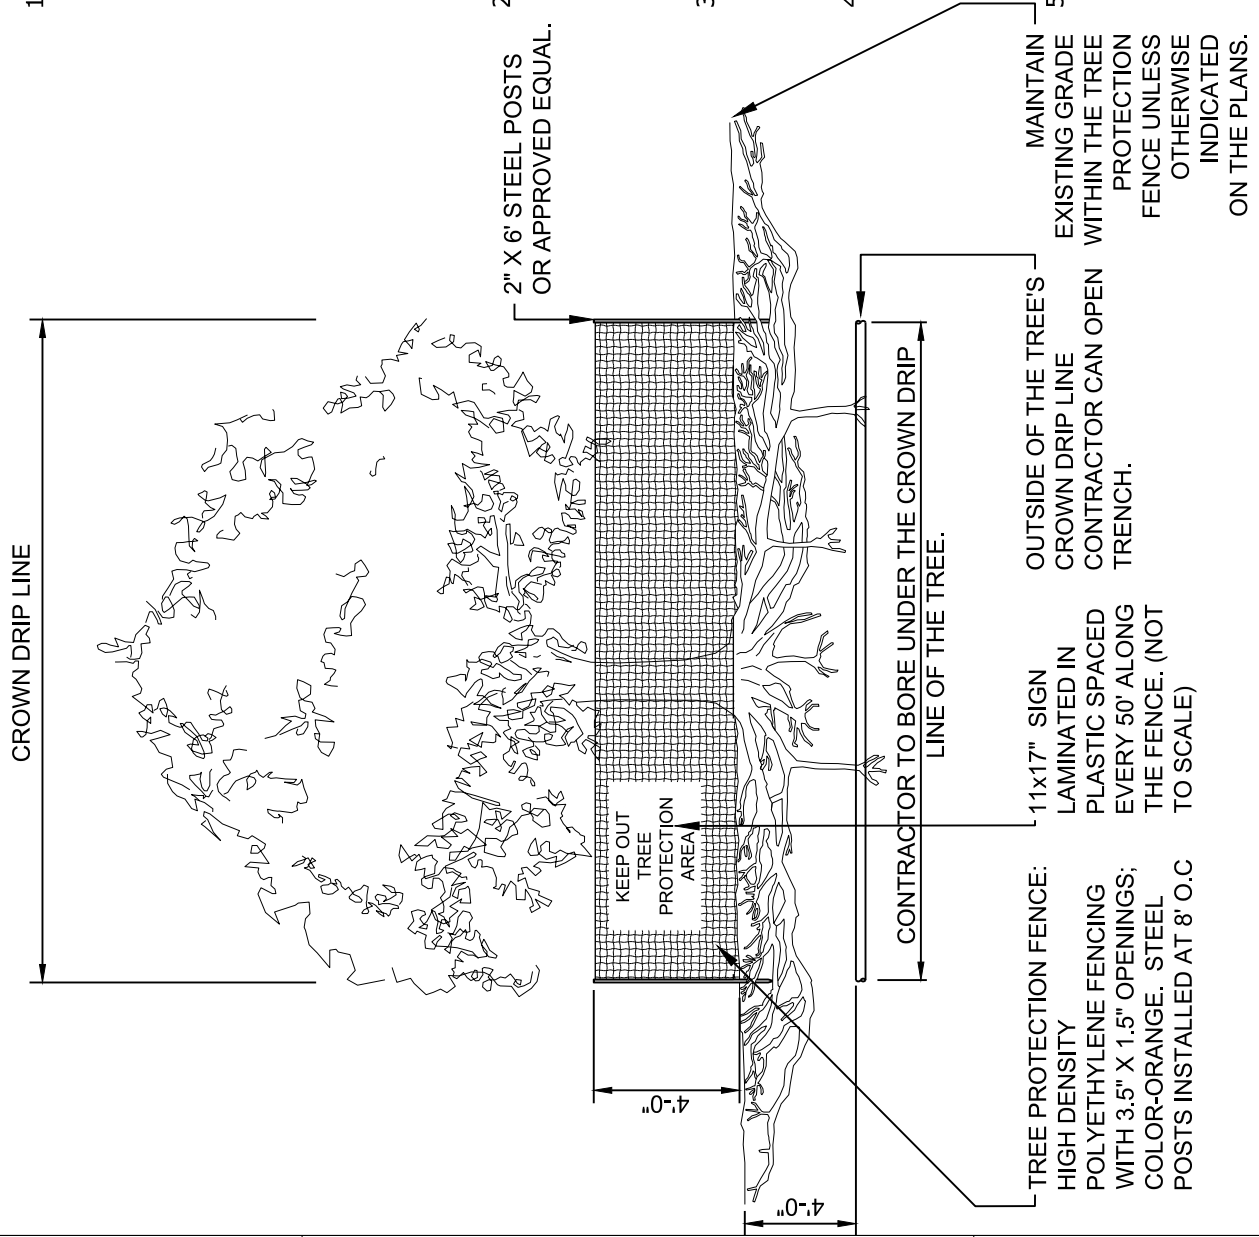 CROWN DRIP LINE
2" X 6' STEEL POSTS
OR APPROVED EQUAL.
KEEP OUT
TREE
PROTECTION
AREA
4'-0"
4'-0"
CONTRACTOR TO BORE UNDER THE CROWN DRIP
LINE OF THE TREE.
TREE PROTECTION FENCE:
HIGH DENSITY
POLYETHYLENE FENCING
WITH 3.5" X 1.5" OPENINGS;
COLOR-ORANGE. STEEL
POSTS INSTALLED AT 8' O.C
11x17" SIGN
LAMINATED IN
PLASTIC SPACED
EVERY 50' ALONG
THE FENCE. (NOT
TO SCALE)
OUTSIDE OF THE TREE'S
CROWN DRIP LINE
CONTRACTOR CAN OPEN
TRENCH.
MAINTAIN
EXISTING GRADE
WITHIN THE TREE
PROTECTION
FENCE UNLESS
OTHERWISE
INDICATED
ON THE PLANS.
1
2
3